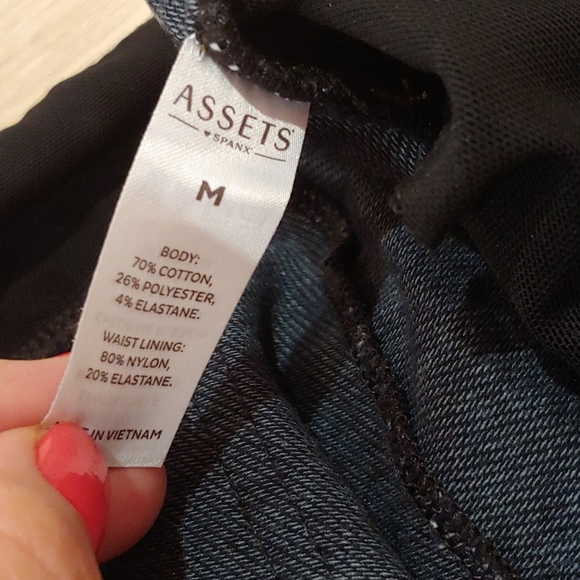 ASSETS
♥ SPANX
M
BODY:
70% COTTON,
26% POLYESTER,
4% ELASTANE.
WAIST LINING:
80% NYLON,
20% ELASTANE.
IN VIETNAM